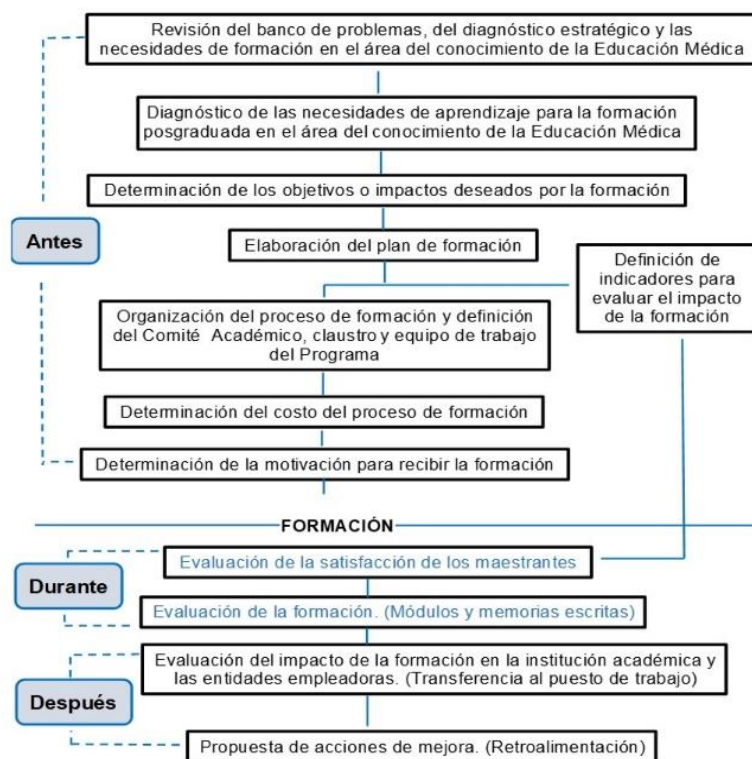 Revisión del banco de problemas, del diagnóstico estratégico y las
necesidades de formación en el área del conocimiento de la Educación Médica
Diagnóstico de las necesidades de aprendizaje para la formación
posgraduada en el área del conocimiento de la Educación Médica
Determinación de los objetivos o impactos deseados por la formación
Antes
Elaboración del plan de formación
Definición de
indicadores para
evaluar el impacto
de la formación
Organización del proceso de formación y definición
del Comité Académico, claustro y equipo de trabajo
del Programa
Determinación del costo del proceso de formación
Determinación de la motivación para recibir la formación
FORMACIÓN
Evaluación de la satisfacción de los maestrantes
Durante
Evaluación de la formación. (Módulos y memorias escritas)
Evaluación del impacto de la formación en la institución académica y
las entidades empleadoras. (Transferencia al puesto de trabajo)
Después
Propuesta de acciones de mejora. (Retroalimentación)